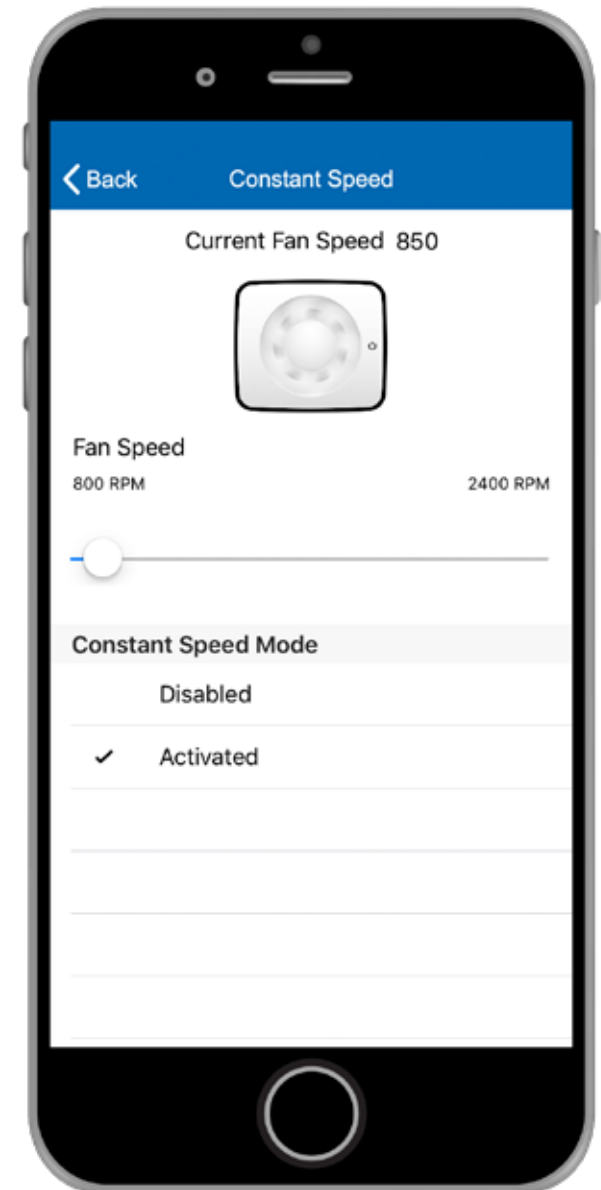 Back Constant Speed
Current Fan Speed 850
Fan Speed
800 RPM 2400 RPM
Constant Speed Mode
Disabled
Activated